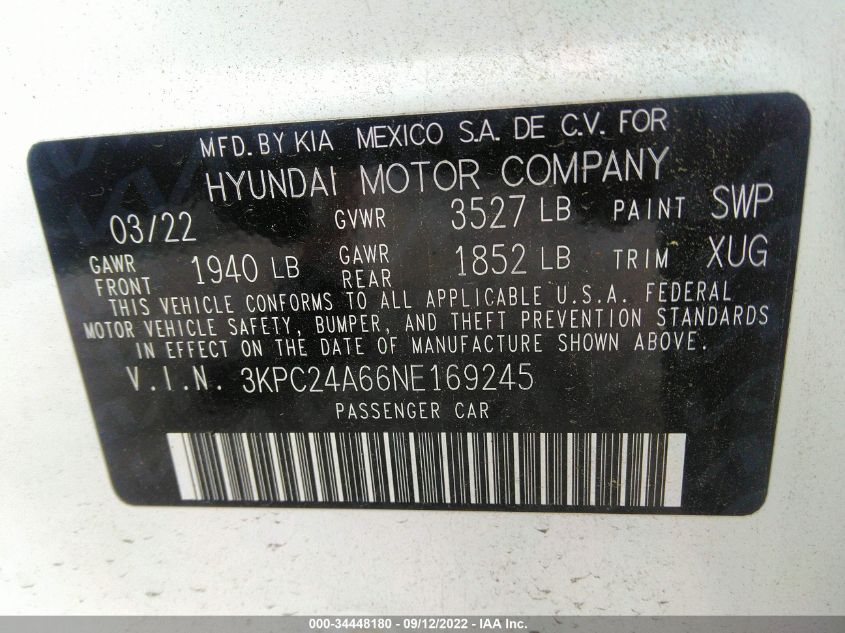 MFD. BY KIA MEXICO S.A. DE C.V. FOR
HYUNDAI MOTOR COMPANY
03/22 GVWR 3527 LB PAINT SWP
GAWR FRONT 1940 LB GAWR REAR 1852 LB TRIM XUG
THIS VEHICLE CONFORMS TO ALL APPLICABLE U.S.A. FEDERAL
MOTOR VEHICLE SAFETY, BUMPER, AND THEFT PREVENTION STANDARDS
IN EFFECT ON THE DATE OF MANUFACTURE SHOWN ABOVE.
V.I.N. 3KPC24A66NE169245
PASSENGER CAR
000-34448180 - 09/12/2022 - IAA Inc.